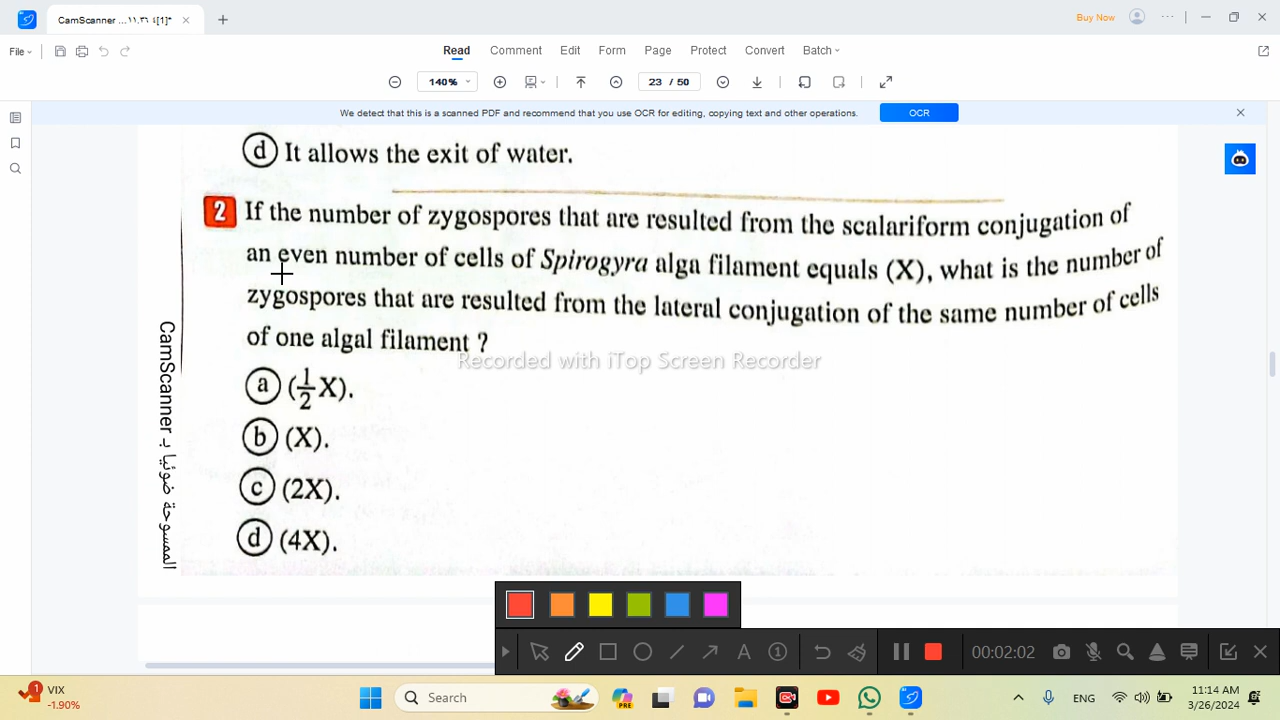 CamScanner ...١١.٣٦ ٤[1]*
Buy Now
File
Read Comment Edit Form Page Protect Convert Batch
140% 23 / 50
We detect that this is a scanned PDF and recommend that you use OCR for editing, copying text and other operations. OCR
d It allows the exit of water.
2 If the number of zygospores that are resulted from the scalariform conjugation of
an even number of cells of Spirogyra alga filament equals (X), what is the number of
zygospores that are resulted from the lateral conjugation of the same number of cells
of one algal filament ?
Recorded with iTop Screen Recorder
a (1/2 X).
b (X).
c (2X).
d (4X).
الممسوحة ضوئيا بـ CamScanner
00:02:02
1 VIX
-1.90%
Search
PRE
ENG
11:14 AM
3/26/2024